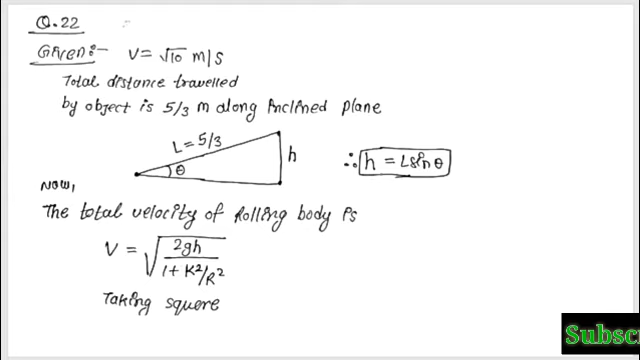 Q.22
Given:- V = √10 m/s
Total distance travelled
by object is 5/3 m along inclined plane
L = 5/3
θ
h
∴ h = Lsinθ
Now,
The total velocity of Rolling body is
V = √(2gh / 1 + K²/R²)
Taking square
Subsc